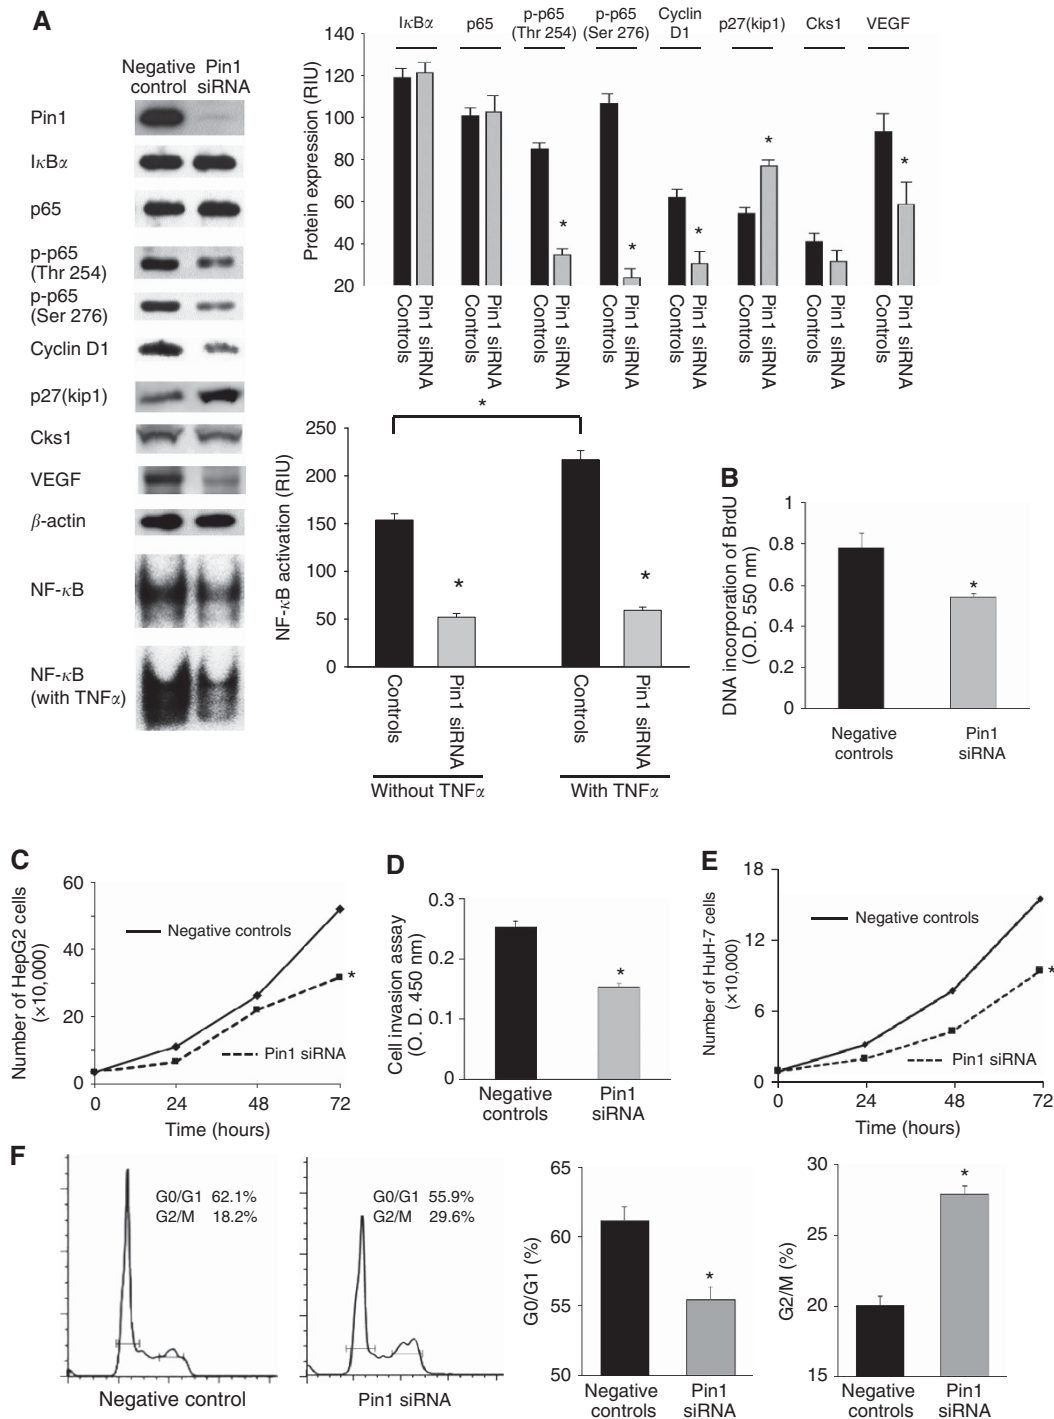 A
Negative control
Pin1 siRNA
Pin1
IκBα
p65
p-p65
(Thr 254)
p-p65
(Ser 276)
Cyclin D1
p27(kip1)
Cks1
VEGF
β-actin
NF-κB
NF-κB
(with TNFα)
Protein expression (RIU)
140
120
100
80
60
40
20
IκBα
p65
p-p65
(Thr 254)
p-p65
(Ser 276)
Cyclin
D1
p27(kip1)
Cks1
VEGF
*
*
*
*
*
Controls
Pin1 siRNA
Controls
Pin1 siRNA
Controls
Pin1 siRNA
Controls
Pin1 siRNA
Controls
Pin1 siRNA
Controls
Pin1 siRNA
Controls
Pin1 siRNA
Controls
Pin1 siRNA
NF-κB activation (RIU)
250
200
150
100
50
0
*
*
*
Controls
Pin1 siRNA
Controls
Pin1 siRNA
Without TNFα
With TNFα
B
DNA incorporation of BrdU
(O.D. 550 nm)
1
0.8
0.6
0.4
0.2
0
*
Negative
controls
Pin1
siRNA
C
Number of HepG2 cells
(×10,000)
60
40
20
0
Negative controls
Pin1 siRNA
*
0 24 48 72
Time (hours)
D
Cell invasion assay
(O. D. 450 nm)
0.3
0.2
0.1
0
*
Negative
controls
Pin1
siRNA
E
Number of HuH-7 cells
(×10,000)
18
12
6
0
Negative controls
Pin1 siRNA
*
0 24 48 72
Time (hours)
F
G0/G1 62.1%
G2/M 18.2%
Negative control
G0/G1 55.9%
G2/M 29.6%
Pin1 siRNA
G0/G1 (%)
65
60
55
50
*
Negative
controls
Pin1
siRNA
G2/M (%)
30
25
20
15
*
Negative
controls
Pin1
siRNA